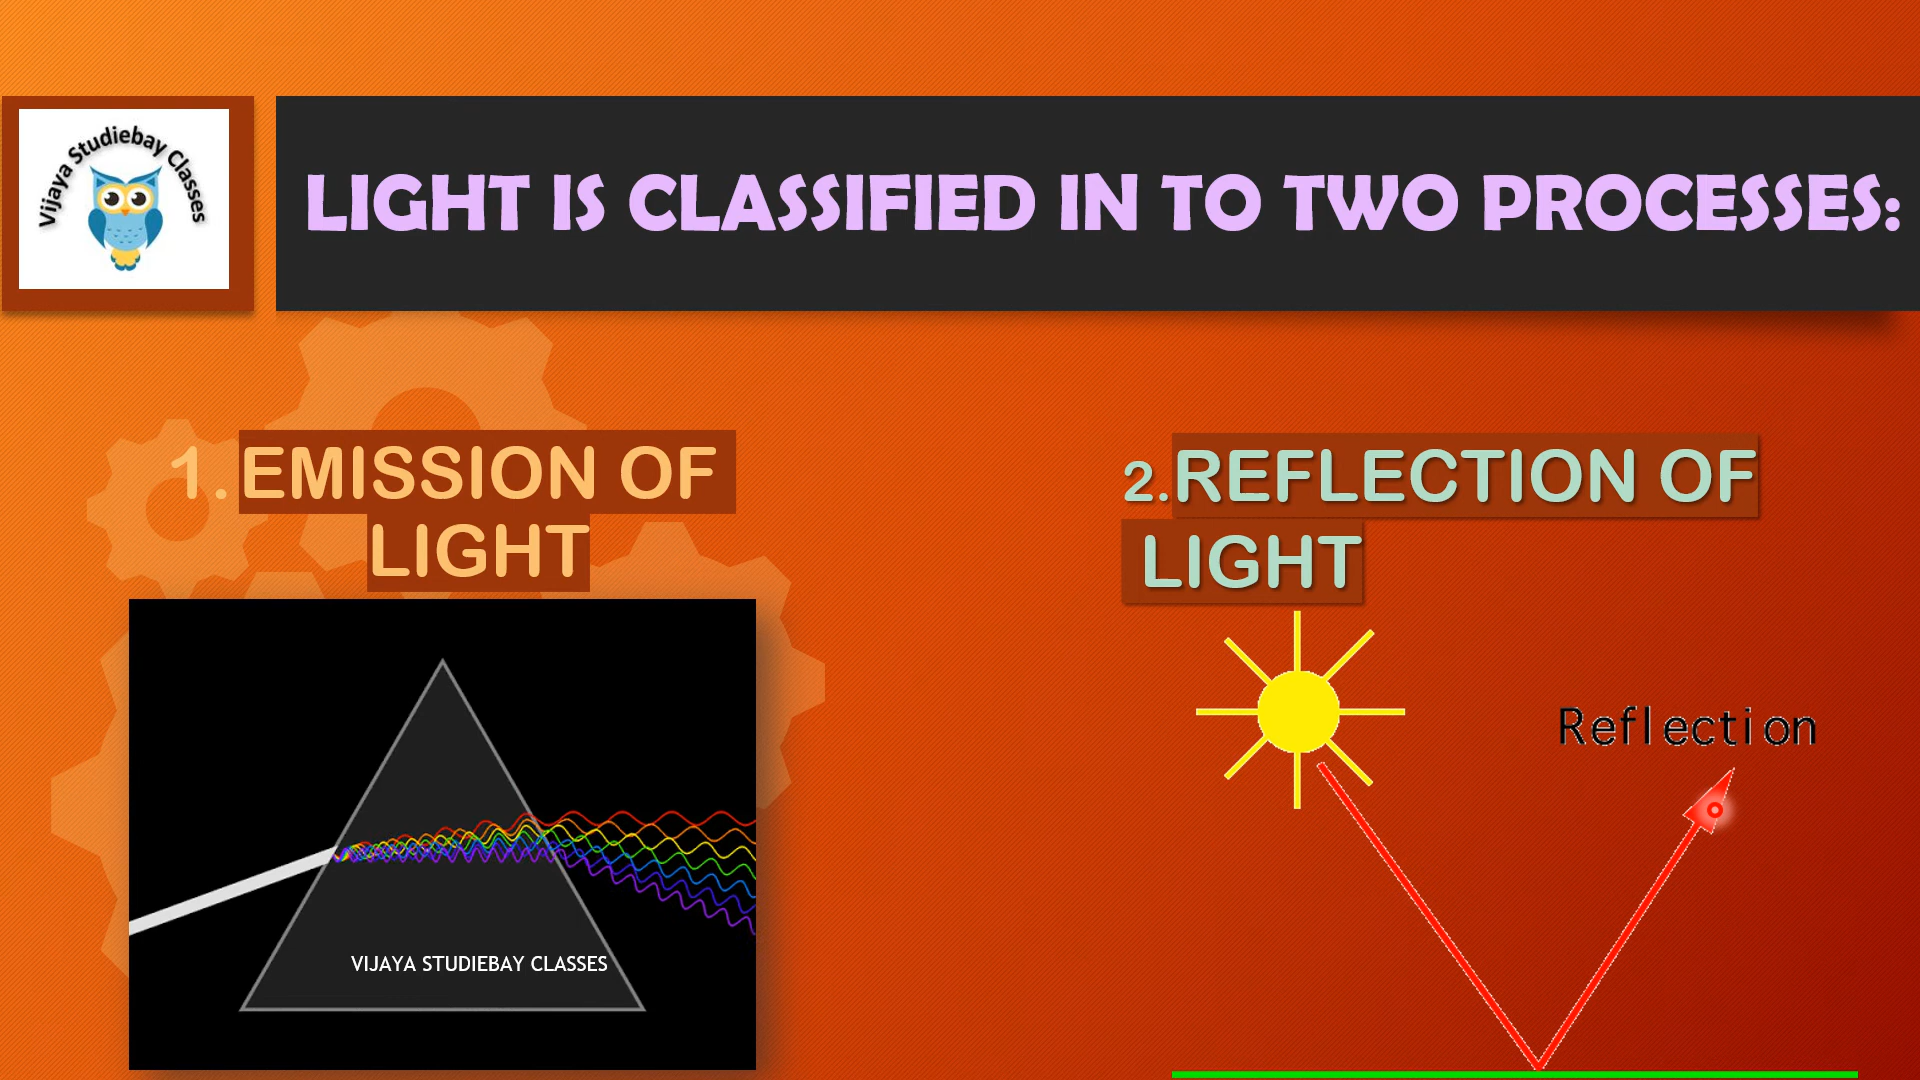 Vijaya Studiebay Classes
LIGHT IS CLASSIFIED IN TO TWO PROCESSES:
1. EMISSION OF
LIGHT
VIJAYA STUDIEBAY CLASSES
2.REFLECTION OF
LIGHT
Reflection